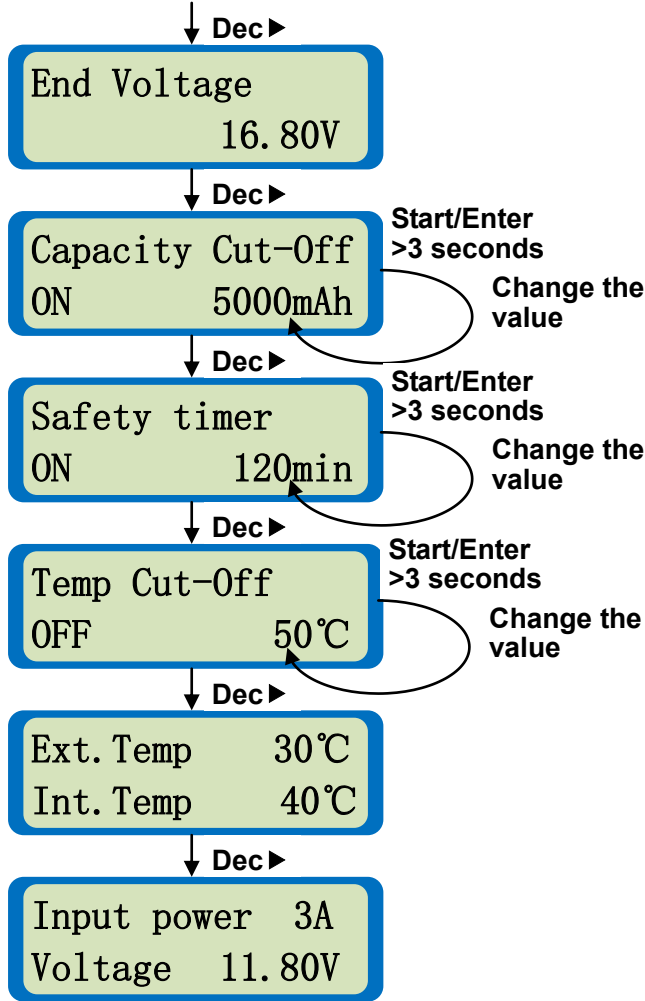 Dec►
End Voltage
16.80V
Dec►
Start/Enter
>3 seconds
Capacity Cut-Off
ON 5000mAh
Change the
value
Dec►
Start/Enter
>3 seconds
Safety timer
ON 120min
Change the
value
Dec►
Start/Enter
>3 seconds
Temp Cut-Off
OFF 50℃
Change the
value
Dec►
Ext.Temp 30℃
Int.Temp 40℃
Dec►
Input power 3A
Voltage 11.80V